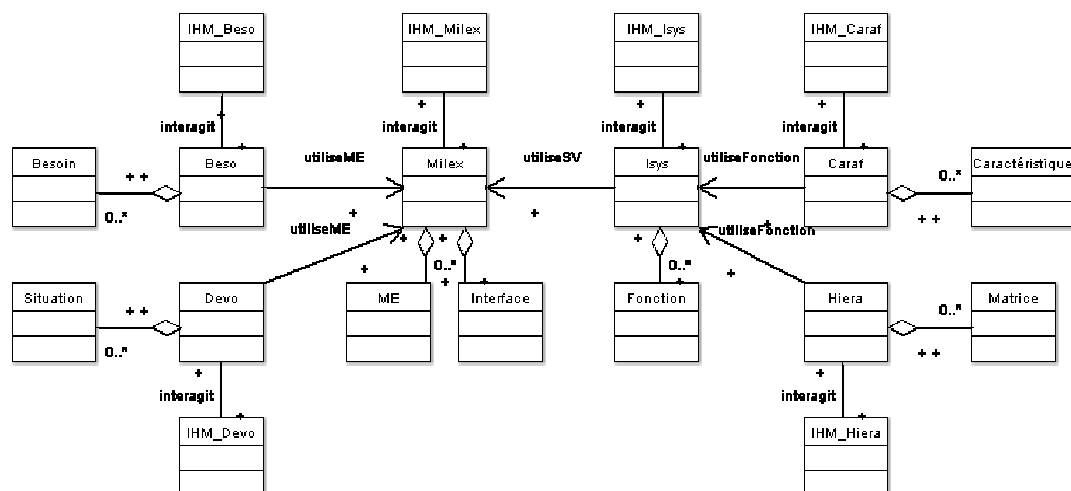 IHM_Beso
IHM_Milex
IHM_Isys
IHM_Caraf
+
+
+
+
interagit
interagit
interagit
interagit
+
+
+
+
Besoin
Beso
utiliseME
Milex
utiliseSV
Isys
utiliseFonction
Caraf
Caractéristique
+ +
0..*
0..*
+
+
+
+ +
utiliseME
utiliseFonction
+
+
+
0..*
0..*
+
+
+
+
+
Situation
Devo
ME
Interface
Fonction
Hiera
Matrice
+ +
0..*
0..*
+ +
+
+
interagit
interagit
+
+
IHM_Devo
IHM_Hiera